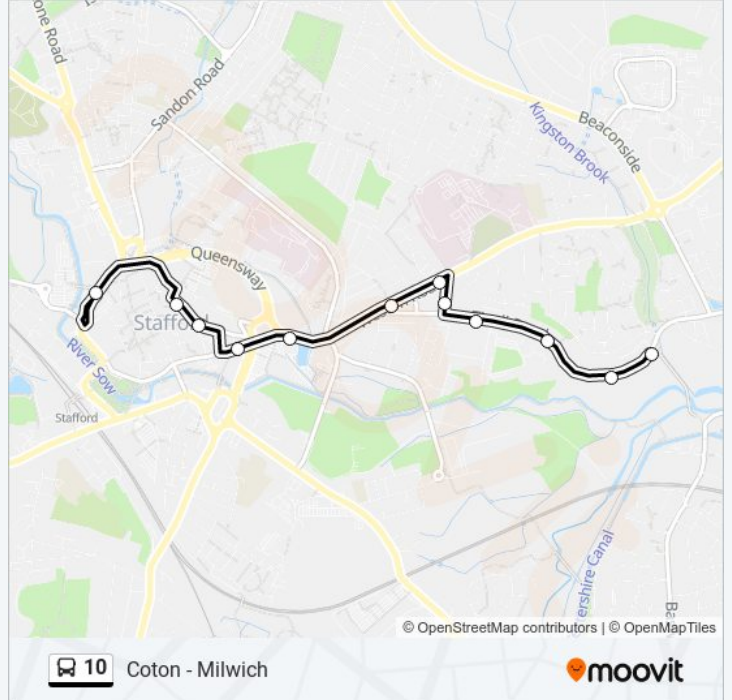 one Road
Sandon Road
Beaconside
Kingston Brook
Queensway
Stafford
River Sow
Stafford
ershire Canal
Ba
© OpenStreetMap contributors | © OpenMapTiles
10 Coton - Milwich
moovit